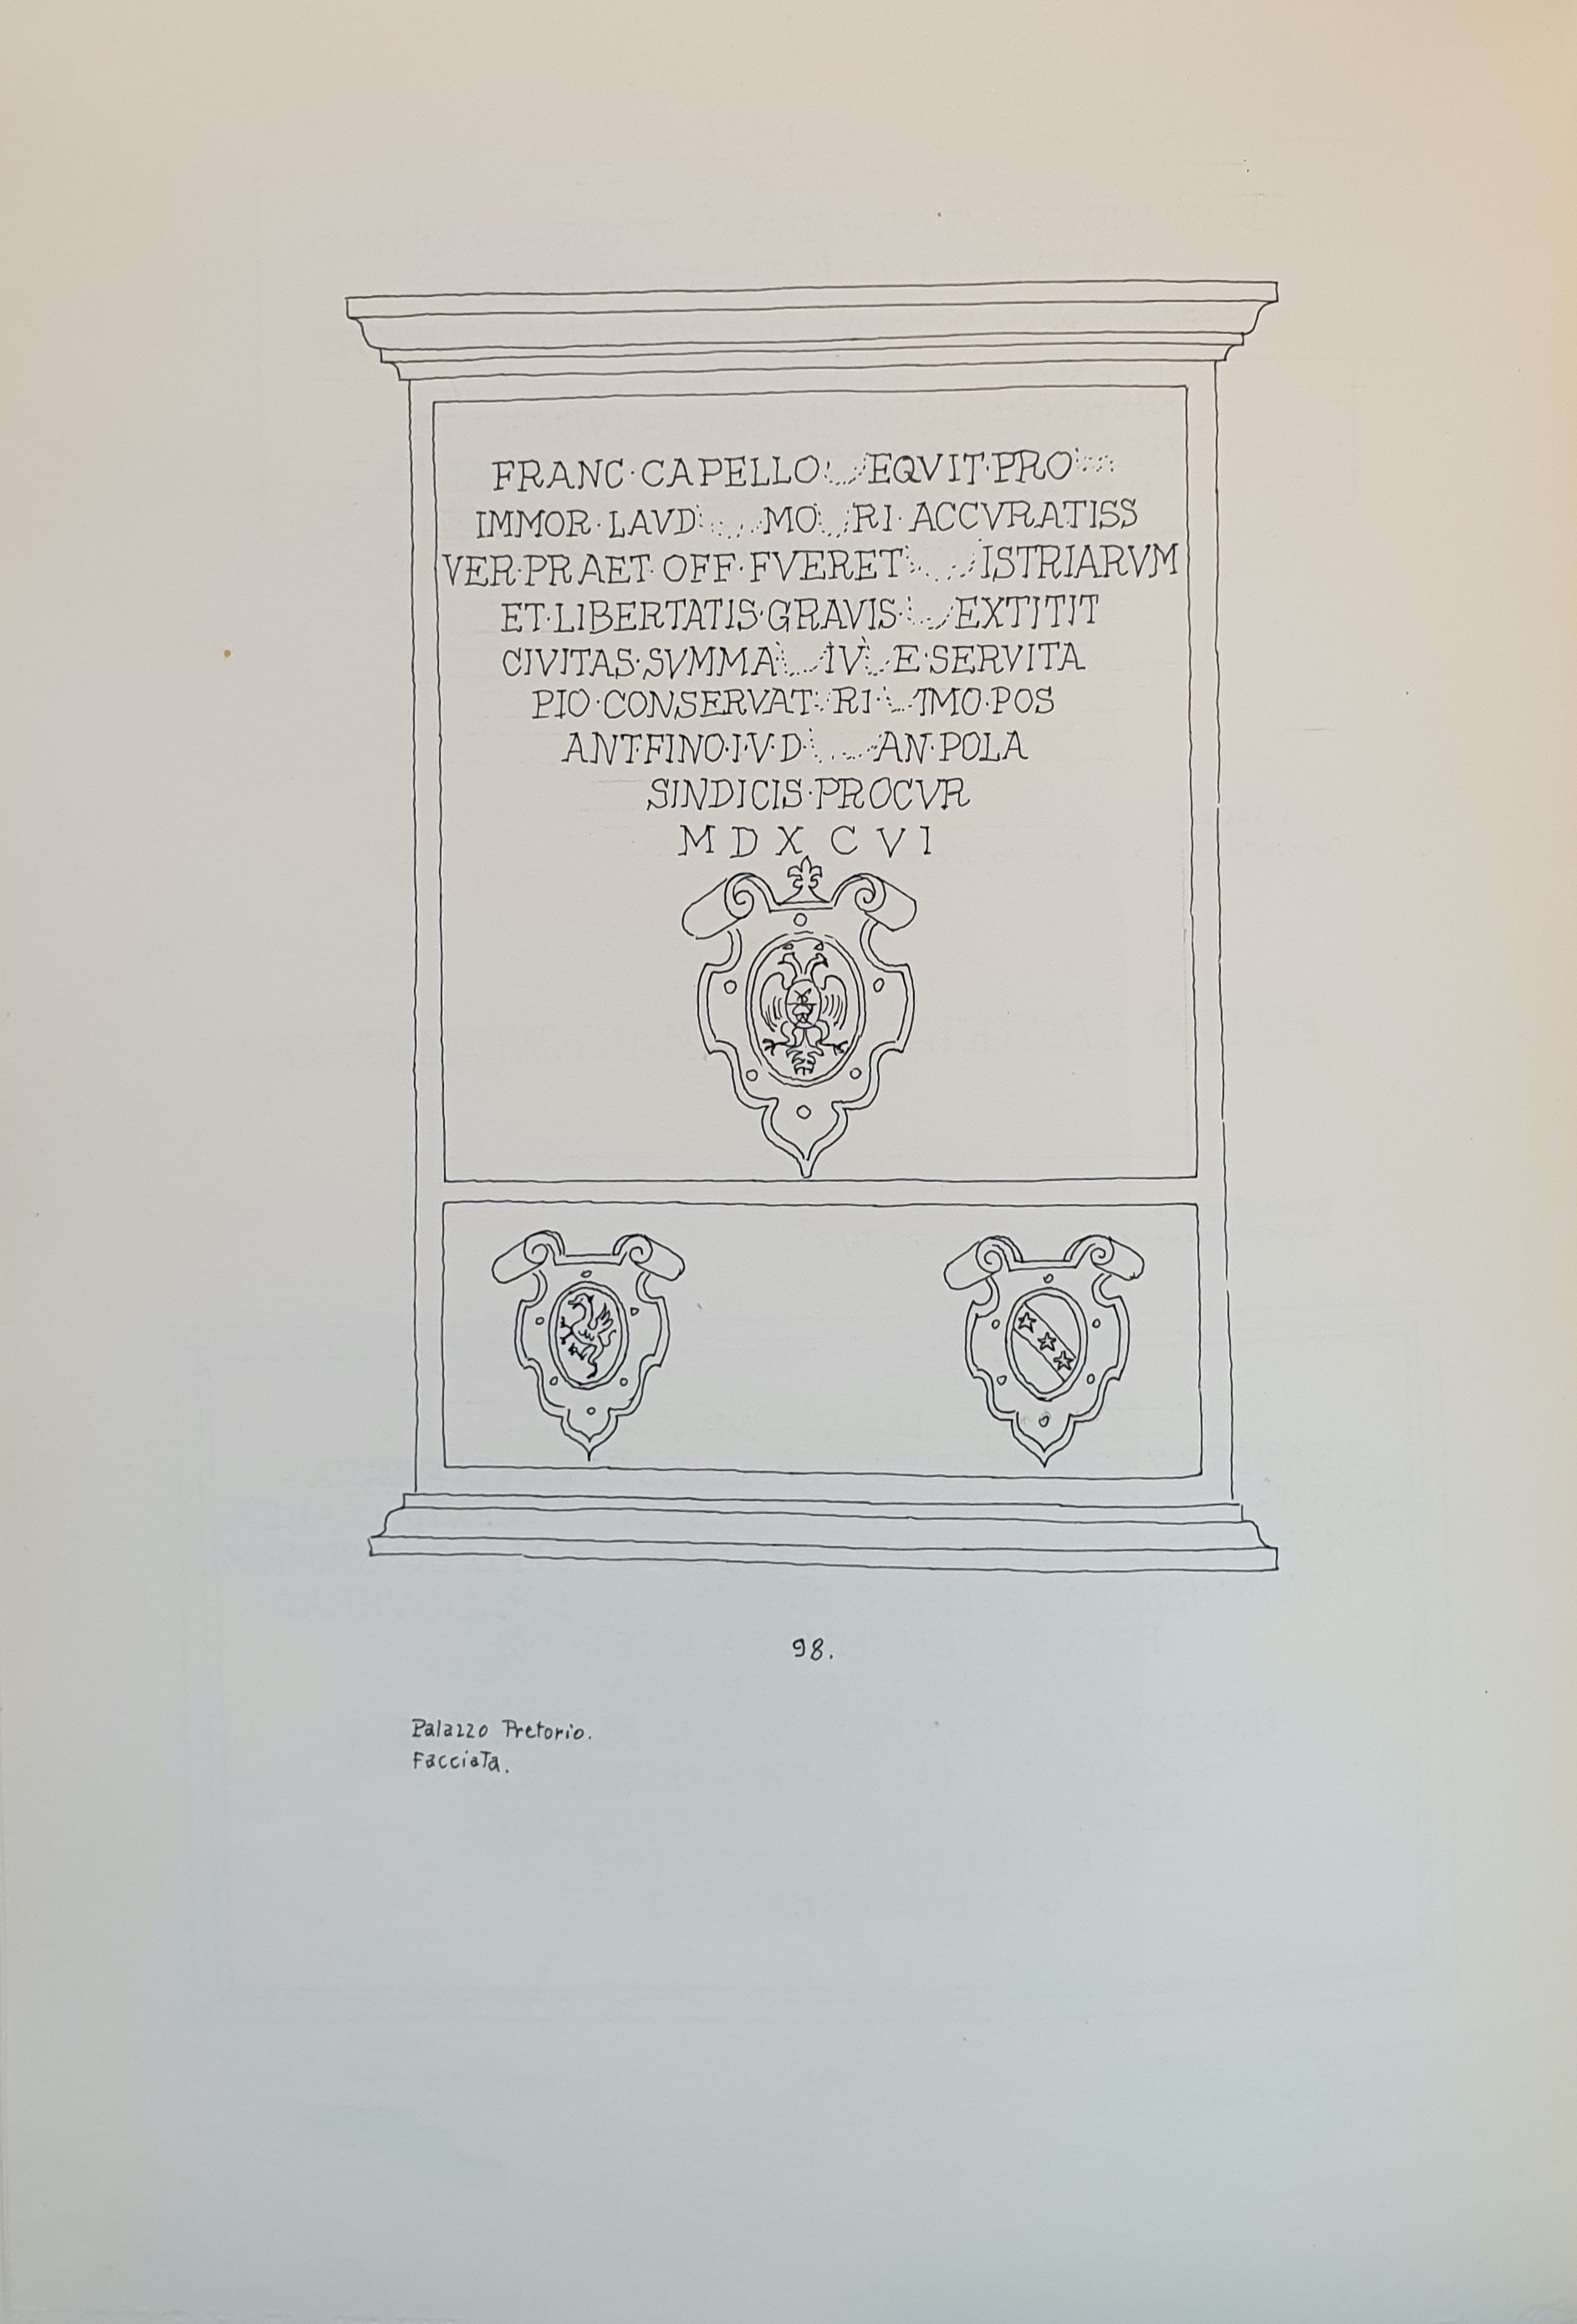 FRANC·CAPELLO EQVIT·PRO
IMMOR·LAVD MO RI·ACCVRATISS
VER·PRAET·OFF·FVERET ISTRIARVM
ET·LIBERTATIS·GRAVIS· EXTITIT
CIVITAS·SVMMA IV E·SERVITA
PIO·CONSERVAT RI· IMO·POS
ANT·FINO·I·V·D· AN·POLA
SINDICIS·PROCVR
MDXCVI
98.
Palazzo Pretorio.
Facciata.